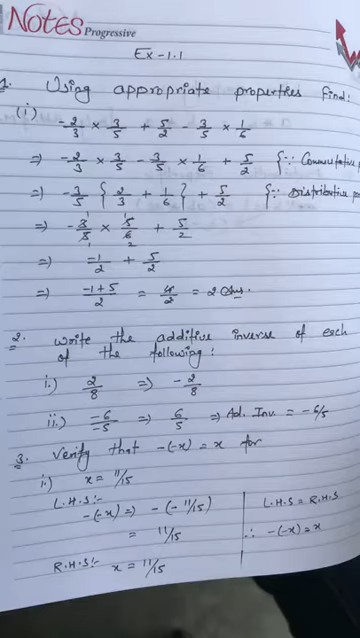 Notes Progressive
Ex-1.1
1. Using appropriate properties find:
(i)
-2/3 × 3/5 + 5/2 - 3/5 × 1/6
⇒ -2/3 × 3/5 - 3/5 × 1/6 + 5/2 {∵ Commutative
⇒ -3/5 { 2/3 + 1/6 } + 5/2 {∵ Distributive
⇒ -3/5 × 5/6 + 5/2
⇒ -1/2 + 5/2
⇒ -1+5/2 = 4/2 = 2 Ans.
2. Write the additive inverse of each
of the following:
i.) 2/8 ⇒ -2/8
ii.) -6/-5 ⇒ 6/5 ⇒ Ad. Inv. = -6/5
3. Verify that -(-x) = x for
i.) x = 11/15
L.H.S:-
-(-x) ⇒ -(-11/15)
= 11/15
R.H.S:- x = 11/15
L.H.S = R.H.S
∴ -(-x) = x